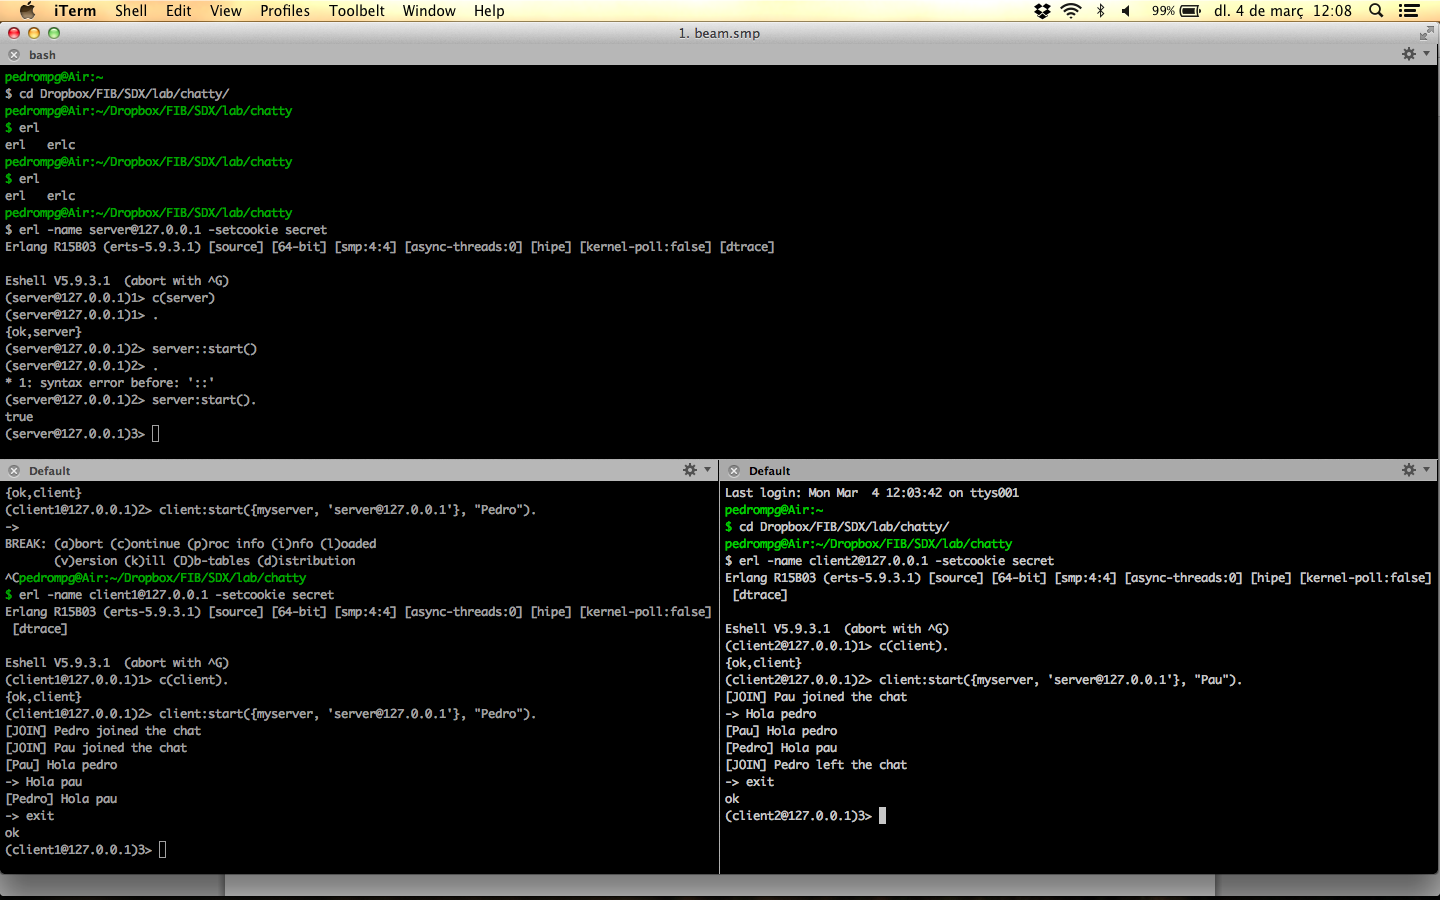 iTerm Shell Edit View Profiles Toolbelt Window Help 99% dl. 4 de març 12:08
1. beam.smp
bash
pedrompg@Air:~
$ cd Dropbox/FIB/SDX/lab/chatty/
pedrompg@Air:~/Dropbox/FIB/SDX/lab/chatty
$ erl
erl   erlc
pedrompg@Air:~/Dropbox/FIB/SDX/lab/chatty
$ erl
erl   erlc
pedrompg@Air:~/Dropbox/FIB/SDX/lab/chatty
$ erl -name server@127.0.0.1 -setcookie secret
Erlang R15B03 (erts-5.9.3.1) [source] [64-bit] [smp:4:4] [async-threads:0] [hipe] [kernel-poll:false] [dtrace]
Eshell V5.9.3.1  (abort with ^G)
(server@127.0.0.1)1> c(server)
(server@127.0.0.1)1> .
{ok,server}
(server@127.0.0.1)2> server::start()
(server@127.0.0.1)2> .
* 1: syntax error before: '::'
(server@127.0.0.1)2> server:start().
true
(server@127.0.0.1)3>
Default
{ok,client}
(client1@127.0.0.1)2> client:start({myserver, 'server@127.0.0.1'}, "Pedro").
->
BREAK: (a)bort (c)ontinue (p)roc info (i)nfo (l)oaded
       (v)ersion (k)ill (D)b-tables (d)istribution
^Cpedrompg@Air:~/Dropbox/FIB/SDX/lab/chatty
$ erl -name client1@127.0.0.1 -setcookie secret
Erlang R15B03 (erts-5.9.3.1) [source] [64-bit] [smp:4:4] [async-threads:0] [hipe] [kernel-poll:false]
 [dtrace]
Eshell V5.9.3.1  (abort with ^G)
(client1@127.0.0.1)1> c(client).
{ok,client}
(client1@127.0.0.1)2> client:start({myserver, 'server@127.0.0.1'}, "Pedro").
[JOIN] Pedro joined the chat
[JOIN] Pau joined the chat
[Pau] Hola pedro
-> Hola pau
[Pedro] Hola pau
-> exit
ok
(client1@127.0.0.1)3>
Default
Last login: Mon Mar  4 12:03:42 on ttys001
pedrompg@Air:~
$ cd Dropbox/FIB/SDX/lab/chatty/
pedrompg@Air:~/Dropbox/FIB/SDX/lab/chatty
$ erl -name client2@127.0.0.1 -setcookie secret
Erlang R15B03 (erts-5.9.3.1) [source] [64-bit] [smp:4:4] [async-threads:0] [hipe] [kernel-poll:false]
 [dtrace]
Eshell V5.9.3.1  (abort with ^G)
(client2@127.0.0.1)1> c(client).
{ok,client}
(client2@127.0.0.1)2> client:start({myserver, 'server@127.0.0.1'}, "Pau").
[JOIN] Pau joined the chat
-> Hola pedro
[Pau] Hola pedro
[Pedro] Hola pau
[JOIN] Pedro left the chat
-> exit
ok
(client2@127.0.0.1)3>